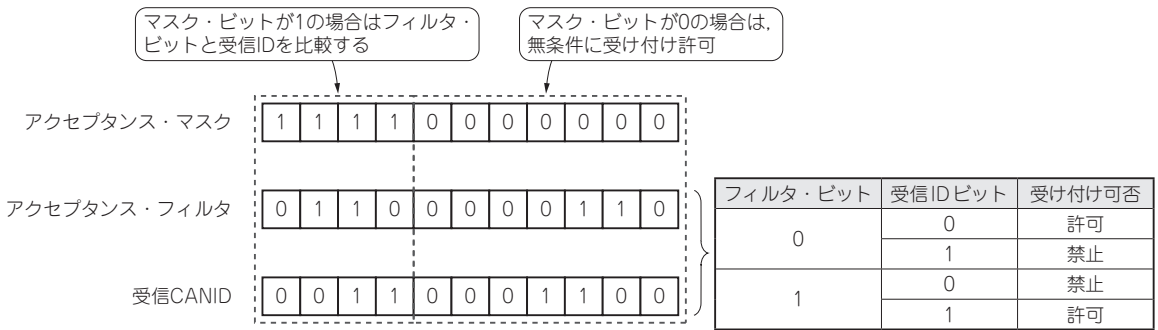 マスク・ビットが1の場合はフィルタ・
ビットと受信IDを比較する
マスク・ビットが0の場合は,
無条件に受け付け許可
アクセプタンス・マスク 1 1 1 1 0 0 0 0 0 0 0
アクセプタンス・フィルタ 0 1 1 0 0 0 0 0 1 1 0
受信CANID 0 0 1 1 0 0 0 1 1 0 0
フィルタ・ビット 受信IDビット 受け付け可否
0 0 許可
1 禁止
1 0 禁止
1 許可